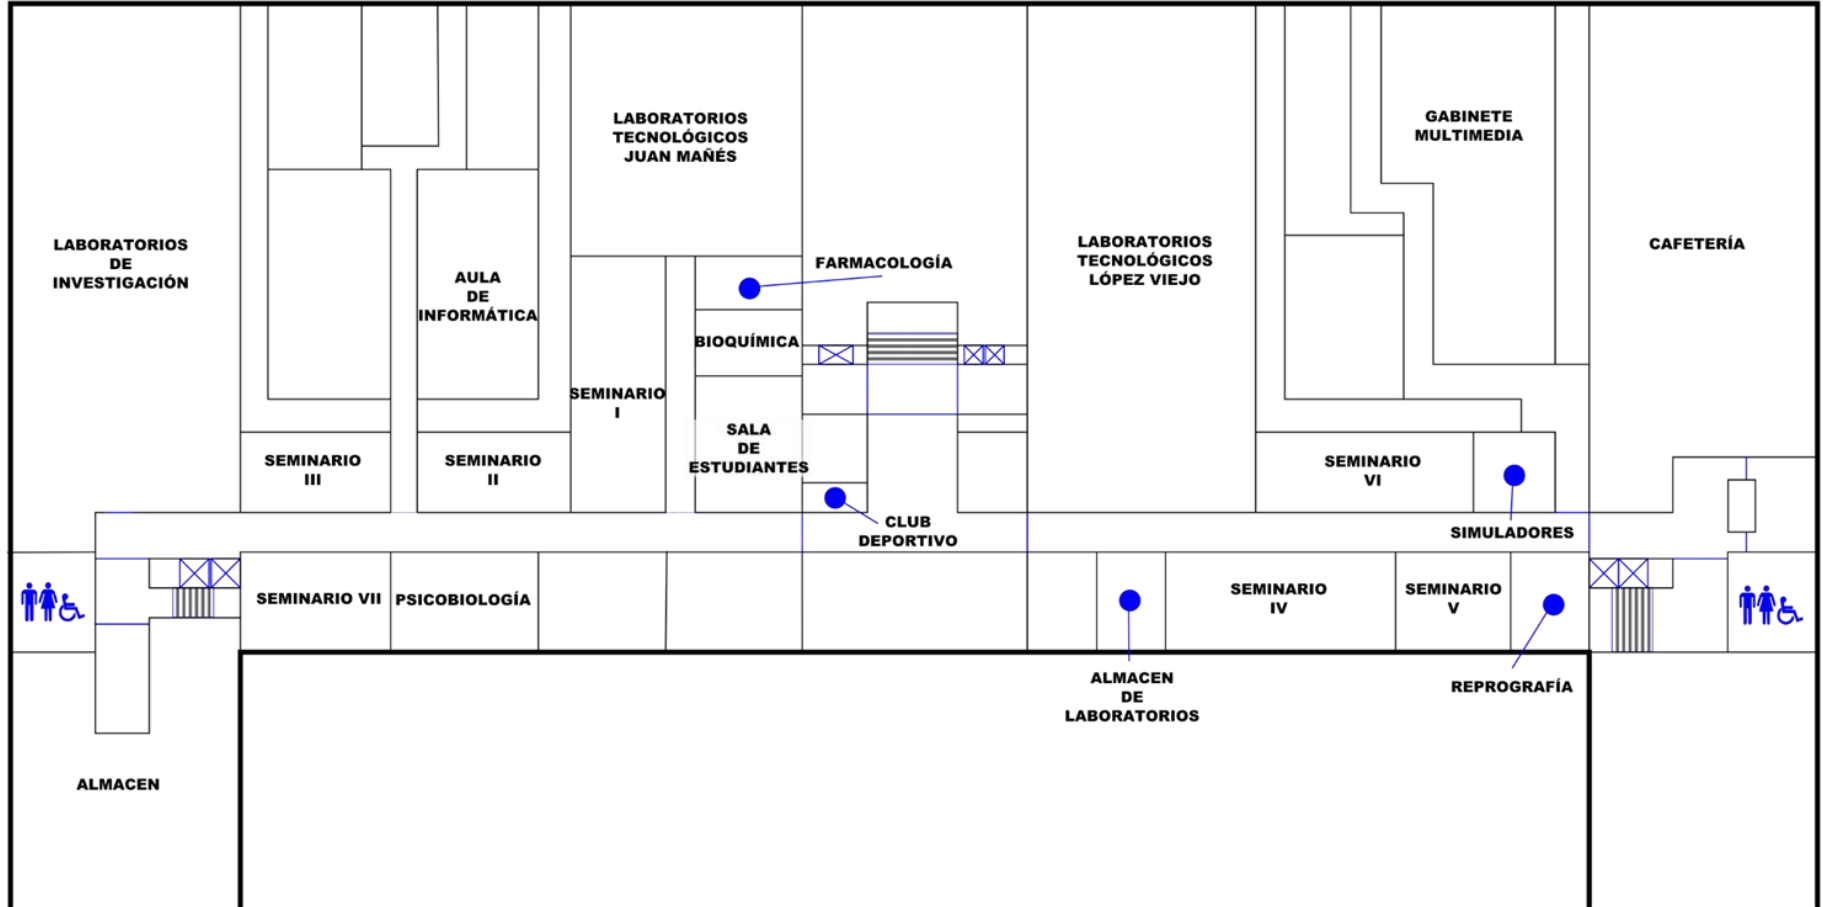 LABORATORIOS
TECNOLÓGICOS
JUAN MAÑÉS
GABINETE
MULTIMEDIA
LABORATORIOS
DE
INVESTIGACIÓN
AULA
DE
INFORMÁTICA
FARMACOLOGÍA
LABORATORIOS
TECNOLÓGICOS
LÓPEZ VIEJO
CAFETERÍA
BIOQUÍMICA
SEMINARIO
I
SALA
DE
ESTUDIANTES
SEMINARIO
III
SEMINARIO
II
SEMINARIO
VI
CLUB
DEPORTIVO
SIMULADORES
SEMINARIO VII
PSICOBIOLOGÍA
SEMINARIO
IV
SEMINARIO
V
ALMACEN
DE
LABORATORIOS
REPROGRAFÍA
ALMACEN